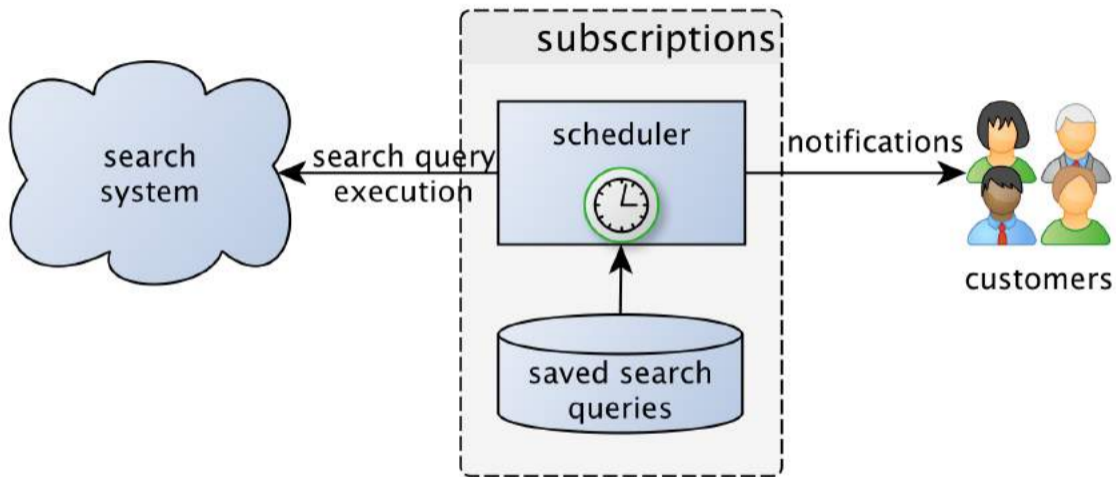 subscriptions
search
system
search query
execution
scheduler
notifications
customers
saved search
queries